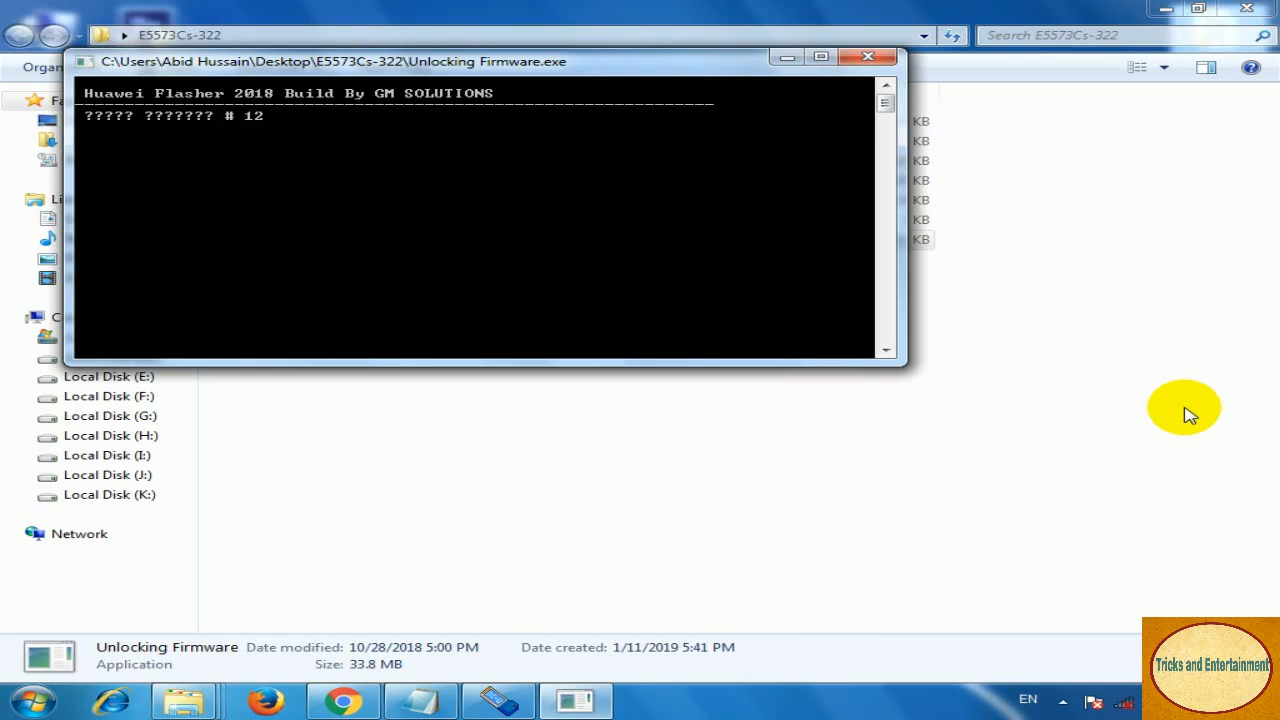 E5573Cs-322
Search E5573Cs-322
C:\Users\Abid Hussain\Desktop\E5573Cs-322\Unlocking Firmware.exe
Organ
Huawei Flasher 2018 Build By GM SOLUTIONS
----------------------------------------------------------------
????? ??????? # 12
Fa
KB
KB
KB
KB
KB
KB
KB
Li
C
Local Disk (E:)
Local Disk (F:)
Local Disk (G:)
Local Disk (H:)
Local Disk (I:)
Local Disk (J:)
Local Disk (K:)
Network
Unlocking Firmware Date modified: 10/28/2018 5:00 PM Date created: 1/11/2019 5:41 PM
Application Size: 33.8 MB
Tricks and Entertainment
EN